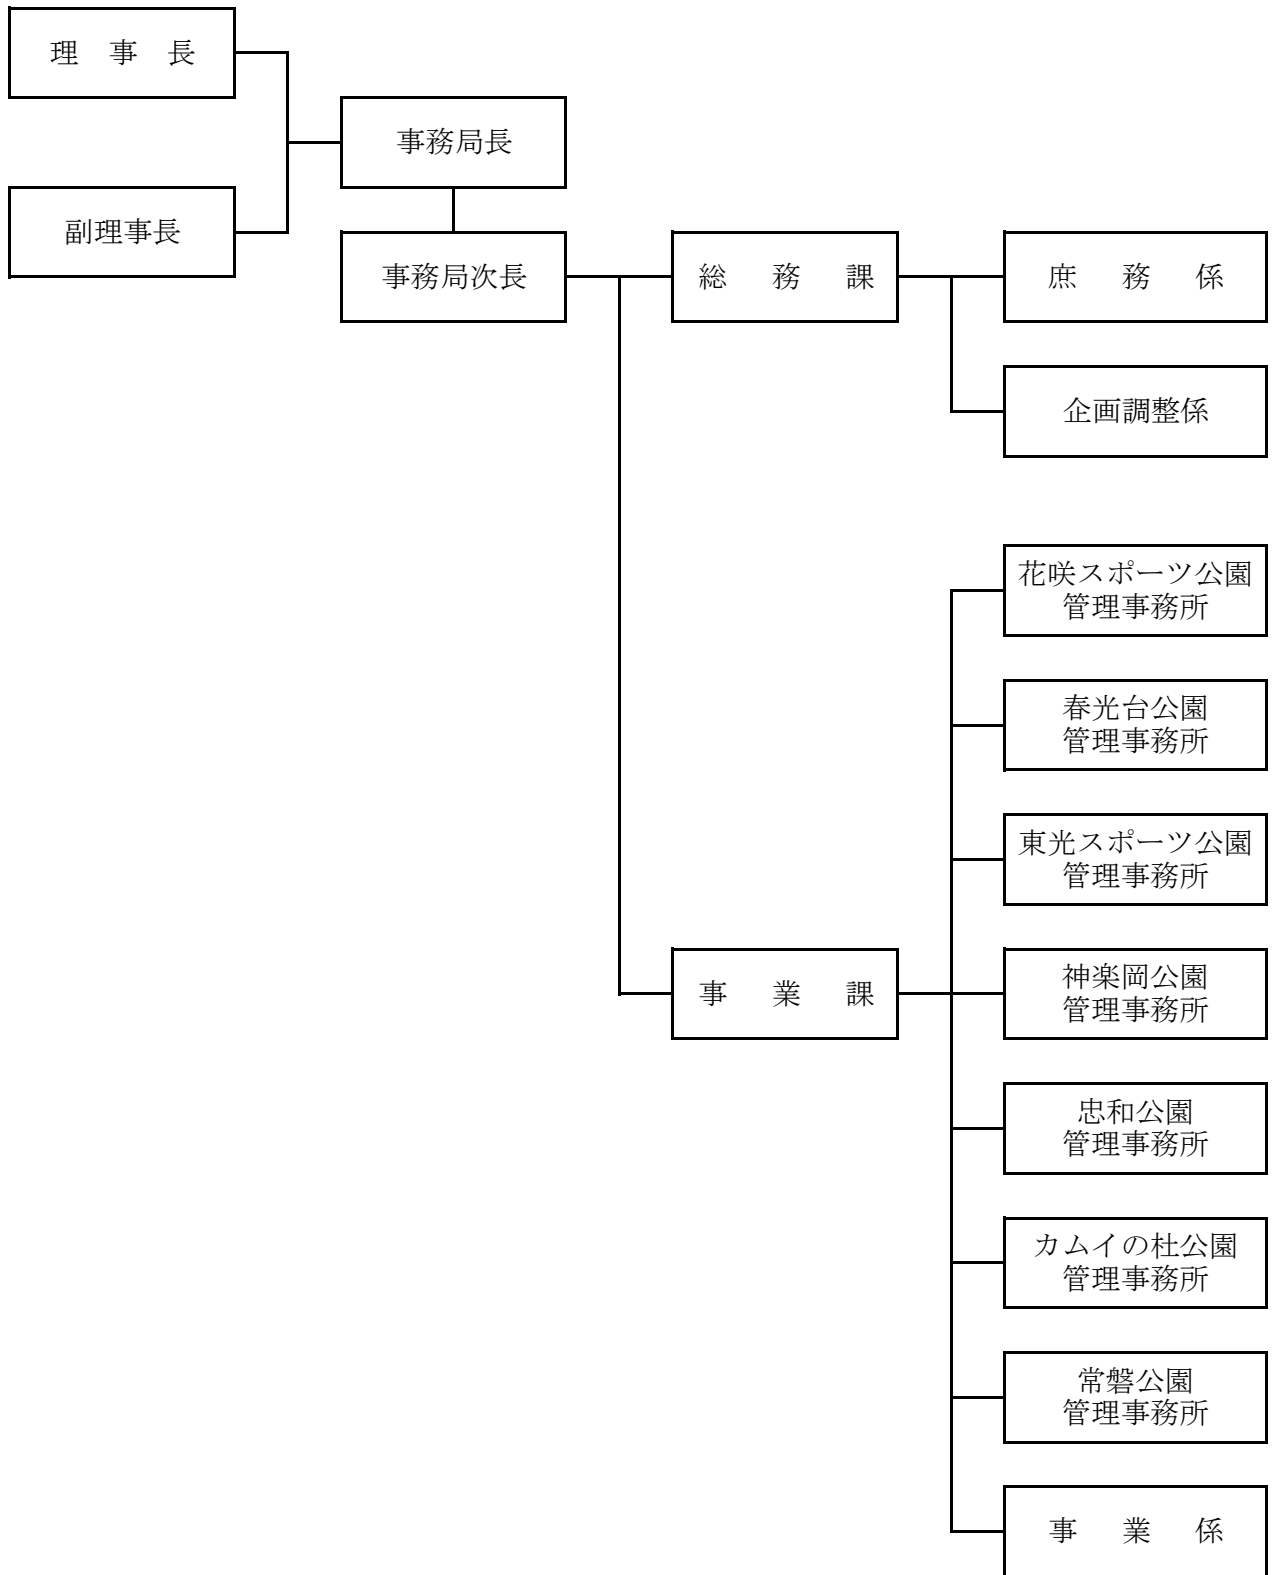 理　事　長
事務局長
副理事長
事務局次長
総　務　課
庶　務　係
企画調整係
花咲スポーツ公園
管理事務所
春光台公園
管理事務所
東光スポーツ公園
管理事務所
事　業　課
神楽岡公園
管理事務所
忠和公園
管理事務所
カムイの杜公園
管理事務所
常磐公園
管理事務所
事　業　係